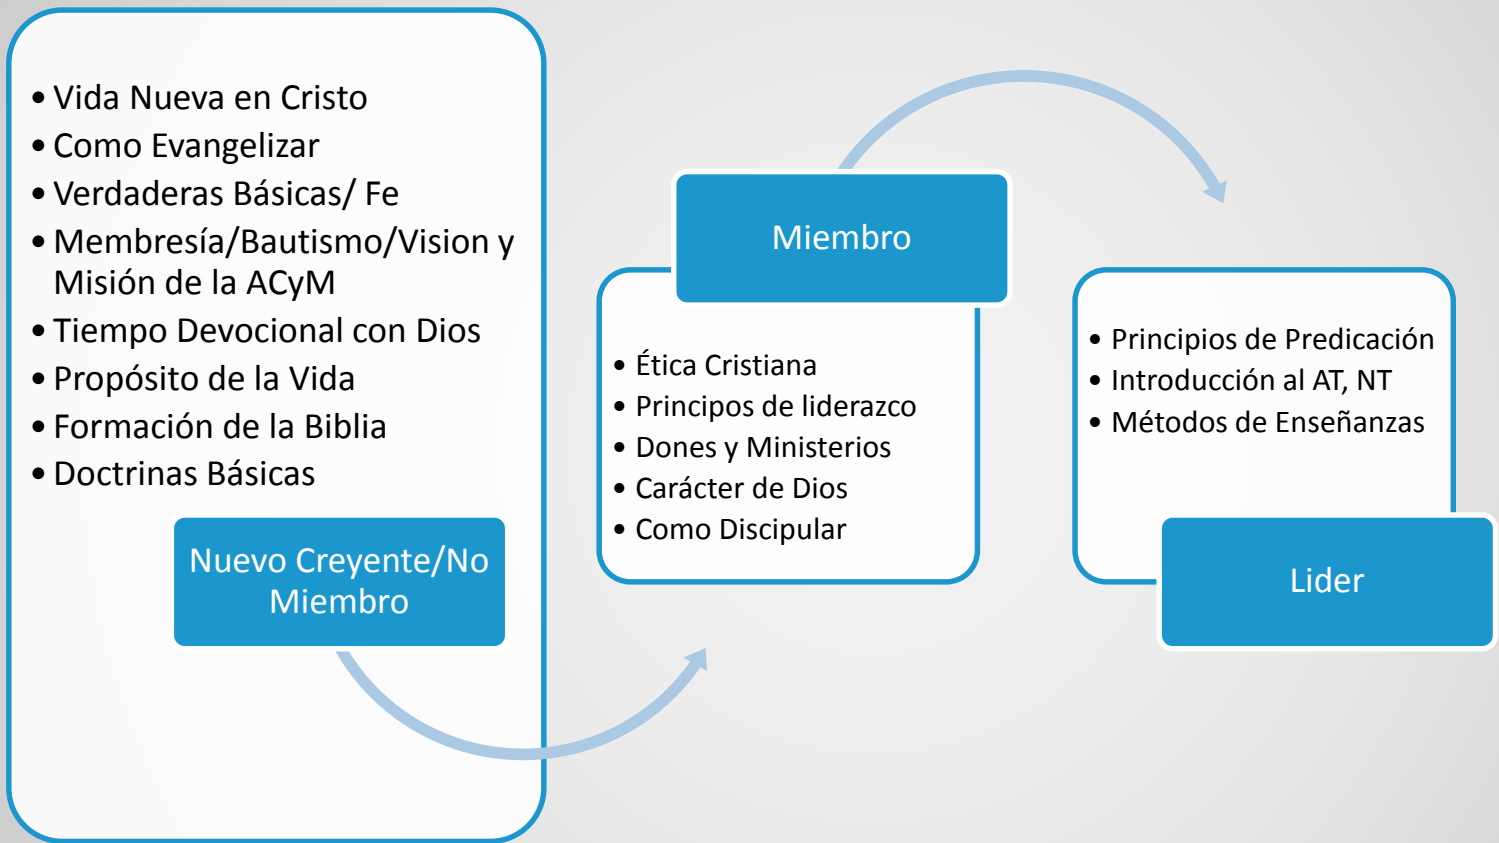 • Vida Nueva en Cristo
• Como Evangelizar
• Verdaderas Básicas/ Fe
• Membresía/Bautismo/Vision y
Misión de la ACyM
• Tiempo Devocional con Dios
• Propósito de la Vida
• Formación de la Biblia
• Doctrinas Básicas
Nuevo Creyente/No
Miembro
Miembro
• Ética Cristiana
• Principos de liderazco
• Dones y Ministerios
• Carácter de Dios
• Como Discipular
• Principios de Predicación
• Introducción al AT, NT
• Métodos de Enseñanzas
Lider